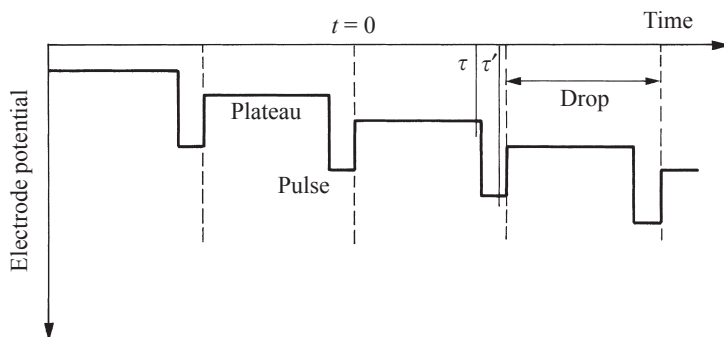 t = 0
Time
τ
τ′
Drop
Plateau
Pulse
Electrode potential